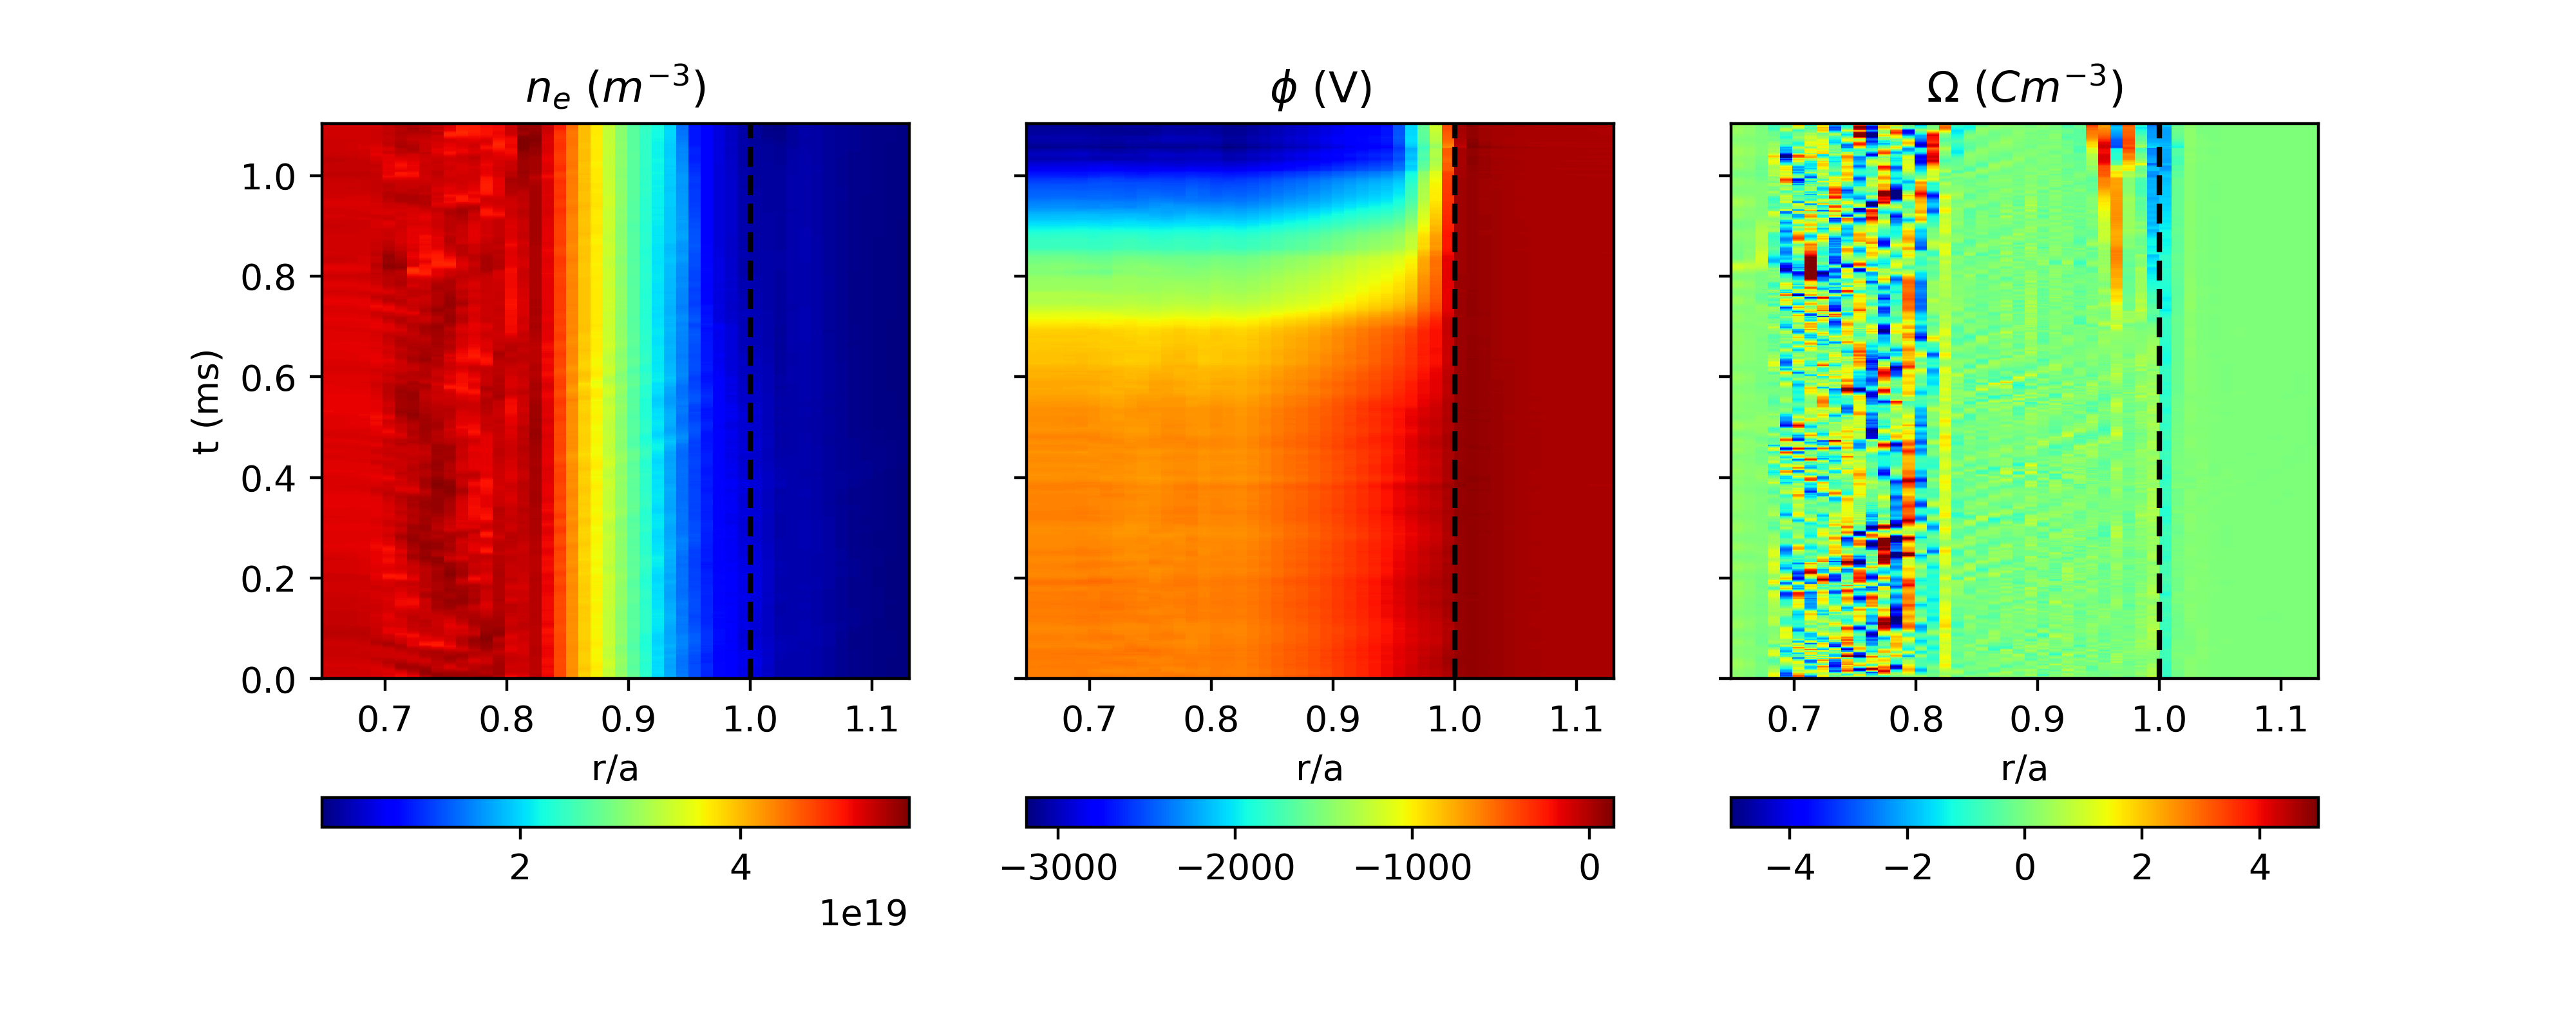 n_e (m^{-3})
ϕ (V)
Ω (Cm^{-3})
t (ms)
1.0
0.8
0.6
0.4
0.2
0.0
0.7 0.8 0.9 1.0 1.1
0.7 0.8 0.9 1.0 1.1
0.7 0.8 0.9 1.0 1.1
r/a
r/a
r/a
2 4
1e19
−3000 −2000 −1000 0
−4 −2 0 2 4